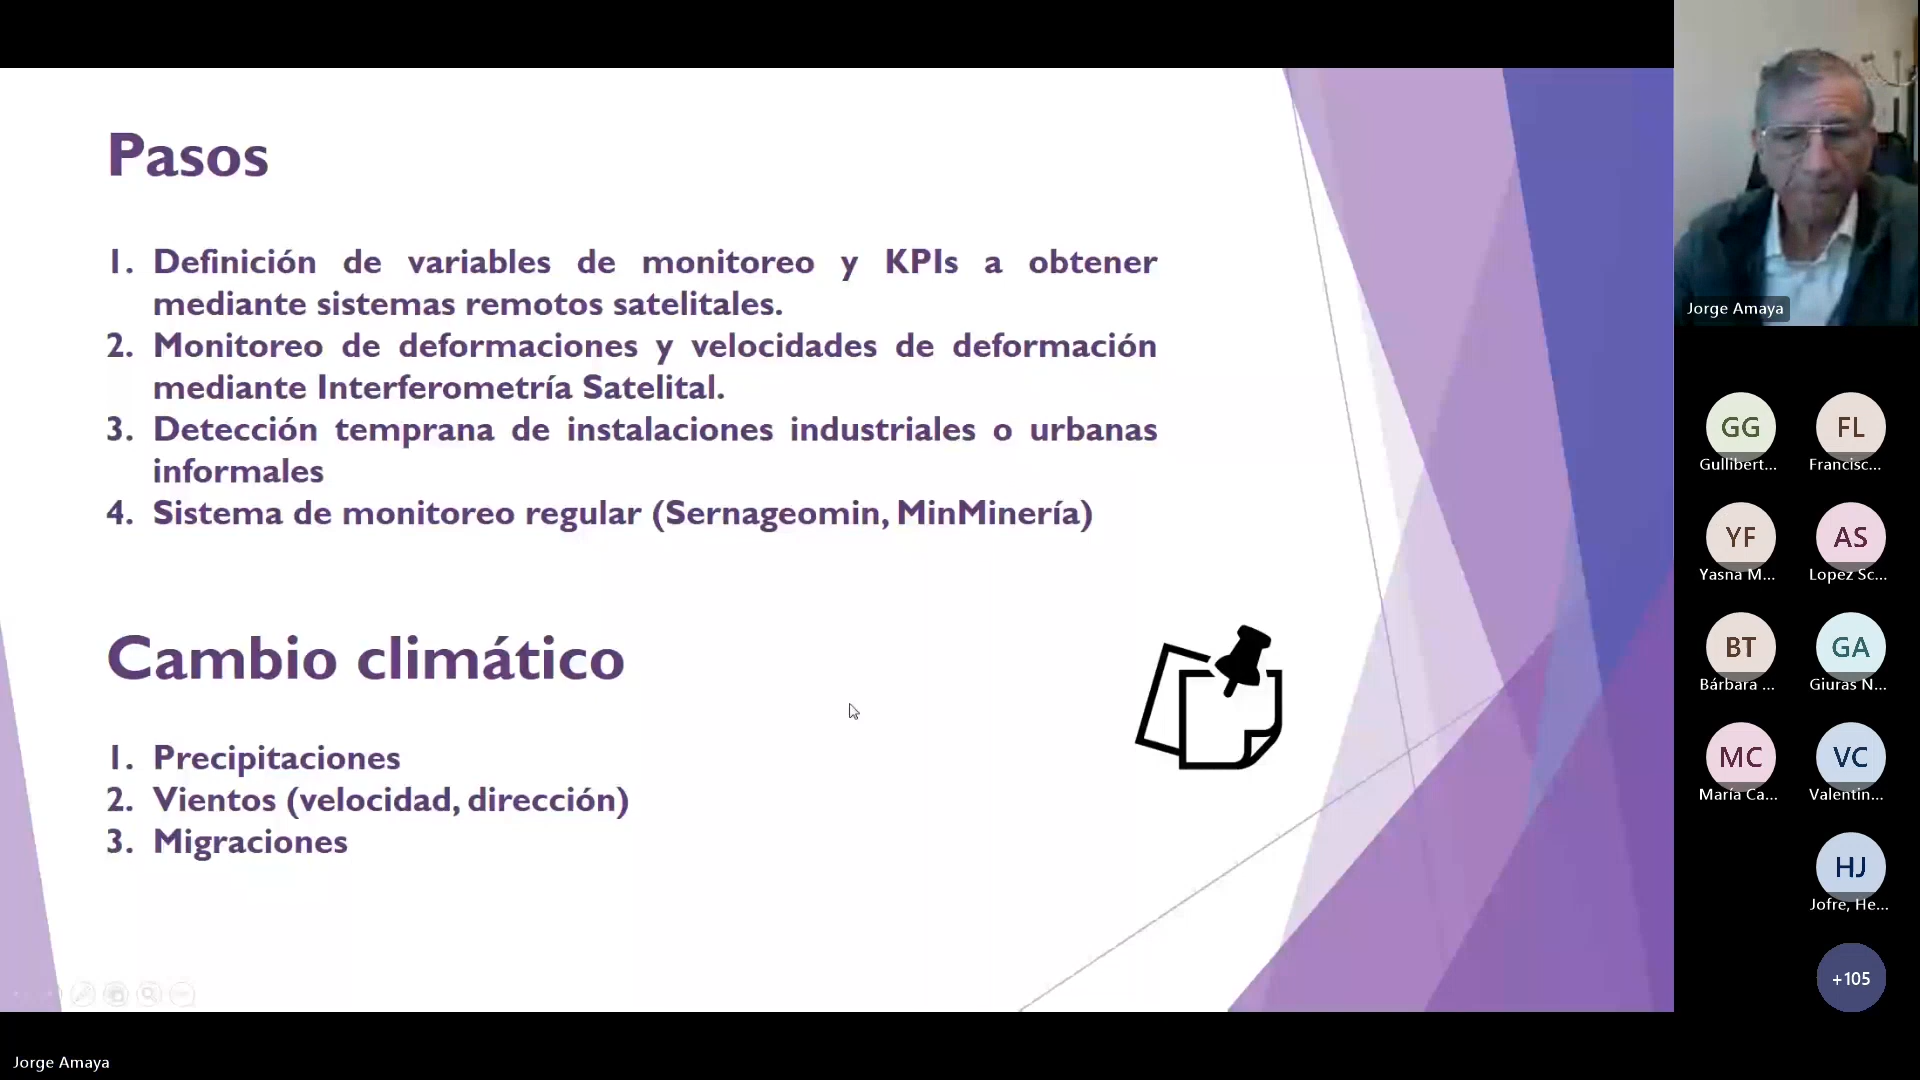 Pasos
1. Definición de variables de monitoreo y KPIs a obtener
mediante sistemas remotos satelitales.
2. Monitoreo de deformaciones y velocidades de deformación
mediante Interferometría Satelital.
3. Detección temprana de instalaciones industriales o urbanas
informales
4. Sistema de monitoreo regular (Sernageomin, MinMinería)
Cambio climático
1. Precipitaciones
2. Vientos (velocidad, dirección)
3. Migraciones
Jorge Amaya
GG
Gullibert...
FL
Francisc...
YF
Yasna M...
AS
Lopez Sc...
BT
Bárbara ...
GA
Giuras N...
MC
María Ca...
VC
Valentin...
HJ
Jofre, He...
+105
Jorge Amaya